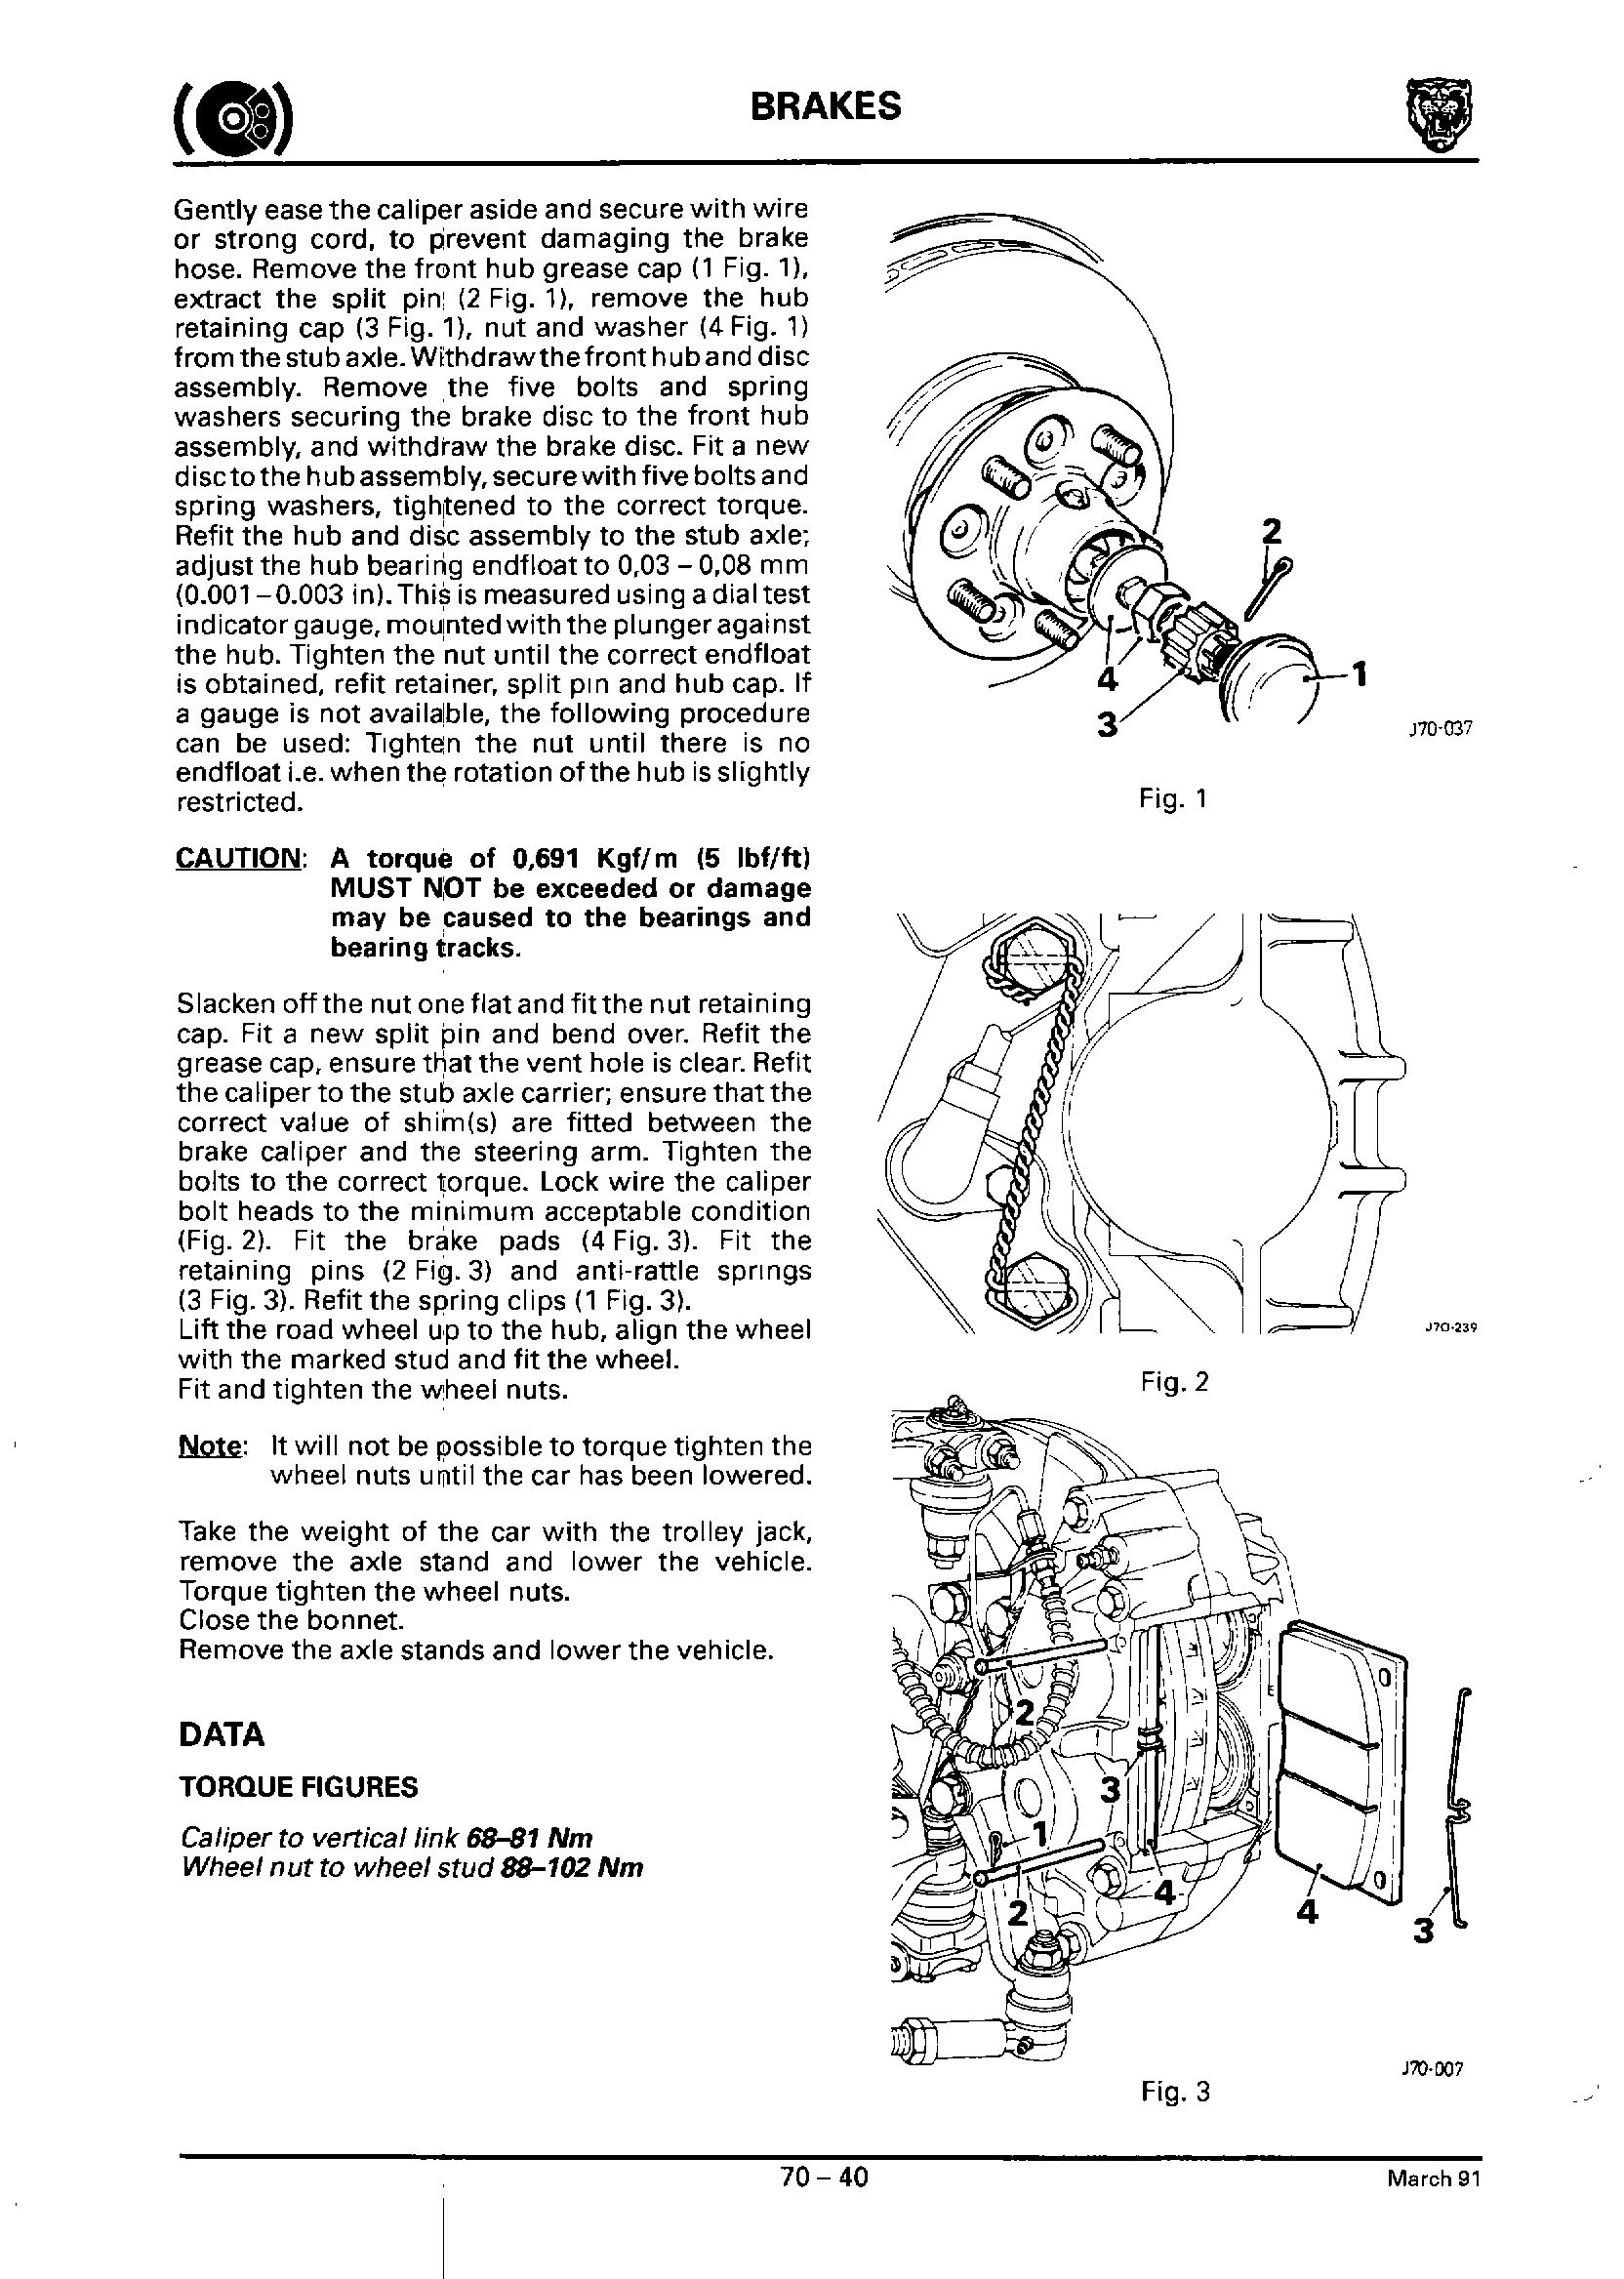 BRAKES
Gently ease the caliper aside and secure with wire
or strong cord, to prevent damaging the brake
hose. Remove the front hub grease cap (1 Fig. 1),
extract the split pin (2 Fig. 1), remove the hub
retaining cap (3 Fig. 1), nut and washer (4 Fig. 1)
from the stub axle. Withdraw the front hub and disc
assembly. Remove the five bolts and spring
washers securing the brake disc to the front hub
assembly, and withdraw the brake disc. Fit a new
disc to the hub assembly, secure with five bolts and
spring washers, tightened to the correct torque.
Refit the hub and disc assembly to the stub axle;
adjust the hub bearing endfloat to 0,03 – 0,08 mm
(0.001 – 0.003 in). This is measured using a dial test
indicator gauge, mounted with the plunger against
the hub. Tighten the nut until the correct endfloat
is obtained, refit retainer, split pin and hub cap. If
a gauge is not available, the following procedure
can be used: Tighten the nut until there is no
endfloat i.e. when the rotation of the hub is slightly
restricted.
CAUTION: A torque of 0,691 Kgf/m (5 lbf/ft)
MUST NOT be exceeded or damage
may be caused to the bearings and
bearing tracks.
Slacken off the nut one flat and fit the nut retaining
cap. Fit a new split pin and bend over. Refit the
grease cap, ensure that the vent hole is clear. Refit
the caliper to the stub axle carrier; ensure that the
correct value of shim(s) are fitted between the
brake caliper and the steering arm. Tighten the
bolts to the correct torque. Lock wire the caliper
bolt heads to the minimum acceptable condition
(Fig. 2). Fit the brake pads (4 Fig. 3). Fit the
retaining pins (2 Fig. 3) and anti-rattle springs
(3 Fig. 3). Refit the spring clips (1 Fig. 3).
Lift the road wheel up to the hub, align the wheel
with the marked stud and fit the wheel.
Fit and tighten the wheel nuts.
Note: It will not be possible to torque tighten the
wheel nuts until the car has been lowered.
Take the weight of the car with the trolley jack,
remove the axle stand and lower the vehicle.
Torque tighten the wheel nuts.
Close the bonnet.
Remove the axle stands and lower the vehicle.
DATA
TORQUE FIGURES
Caliper to vertical link 68–81 Nm
Wheel nut to wheel stud 88–102 Nm
2
4
1
3
J70-037
Fig. 1
J70-239
Fig. 2
2
3
1
4
2
4
3
J70-007
Fig. 3
70 – 40
March 91